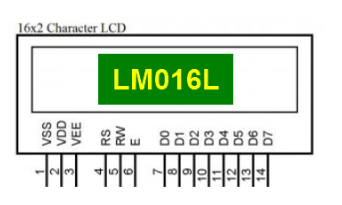 16x2 Character LCD
LM016L
VSS VDD VEE RS RW E D0 D1 D2 D3 D4 D5 D6 D7
1 2 3 4 5 6 7 8 9 10 11 12 13 14